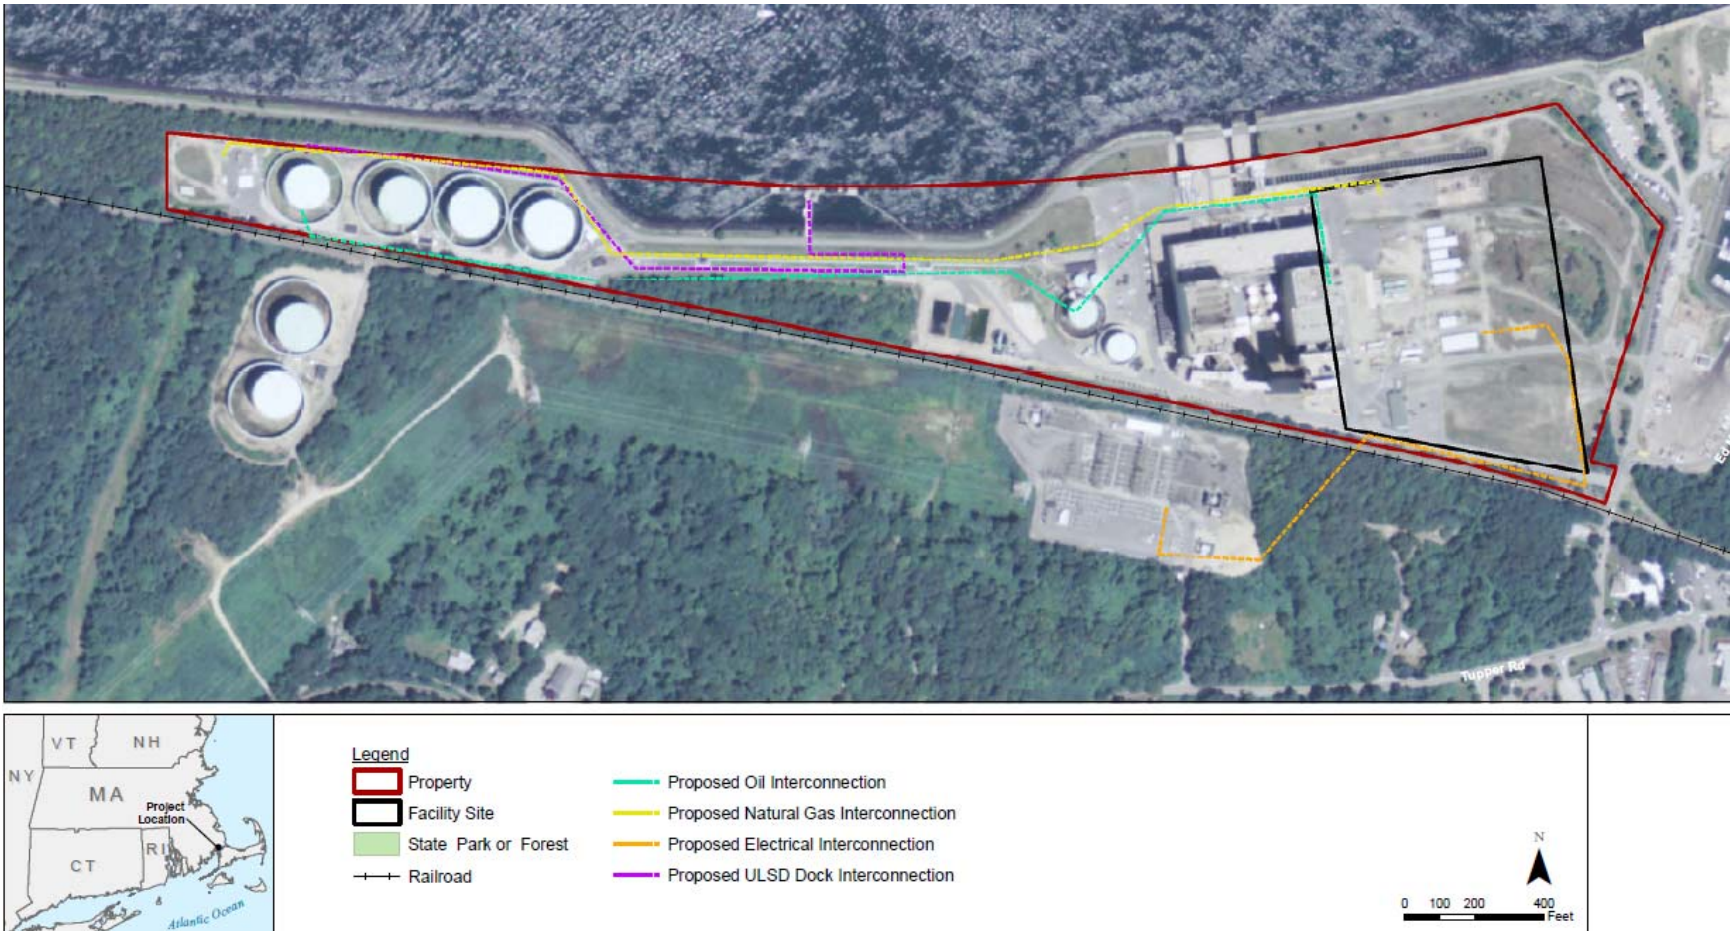 Ed
Tupper Rd
VT
NH
NY
MA
Project
Location
CT
RI
Atlantic Ocean
Legend
Property
Facility Site
State Park or Forest
Railroad
Proposed Oil Interconnection
Proposed Natural Gas Interconnection
Proposed Electrical Interconnection
Proposed ULSD Dock Interconnection
N
0 100 200 400
Feet